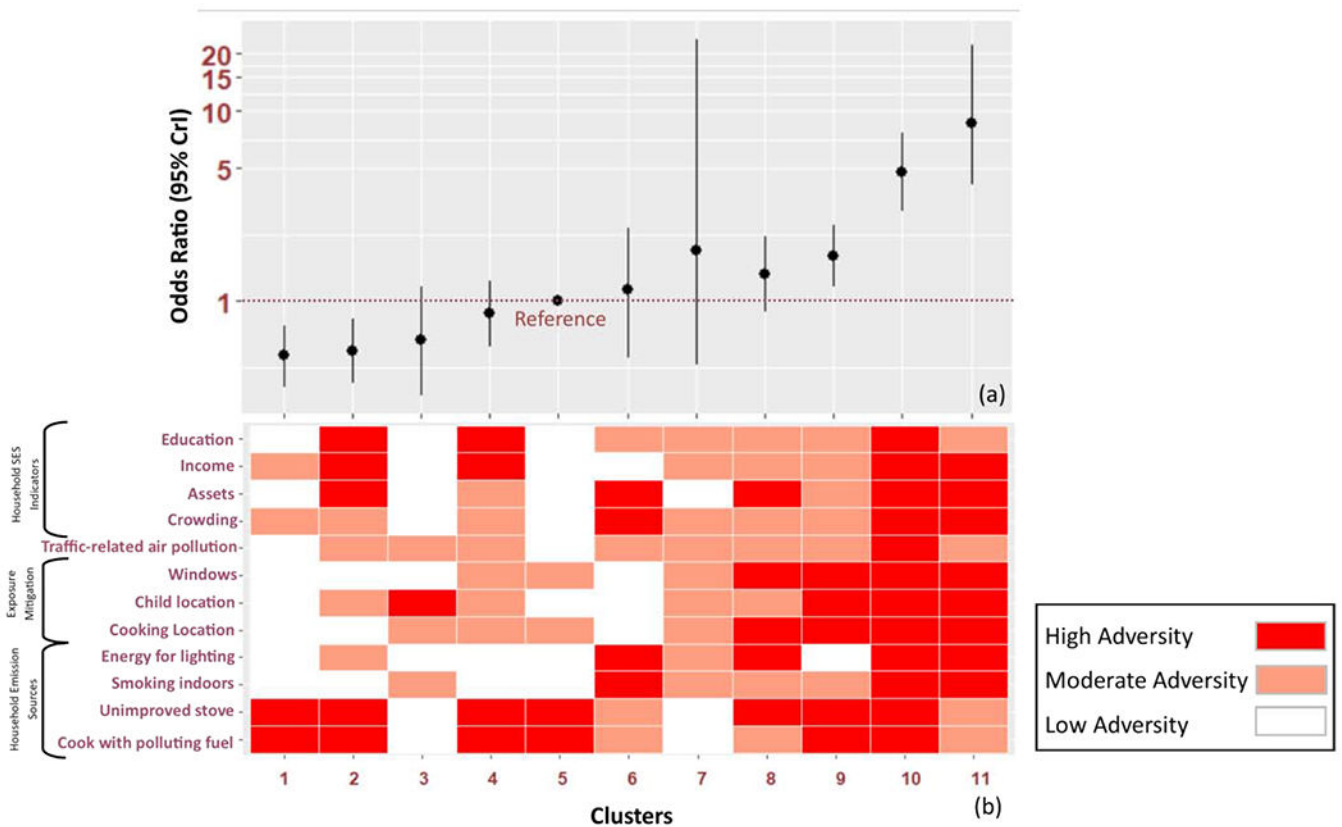 20
15
10
5
1
Odds Ratio (95% CrI)
Reference
(a)
Household SES
Indicators
Exposure
Mitigation
Household Emission
Sources
Education
Income
Assets
Crowding
Traffic-related air pollution
Windows
Child location
Cooking Location
Energy for lighting
Smoking indoors
Unimproved stove
Cook with polluting fuel
1 2 3 4 5 6 7 8 9 10 11
Clusters
(b)
High Adversity
Moderate Adversity
Low Adversity